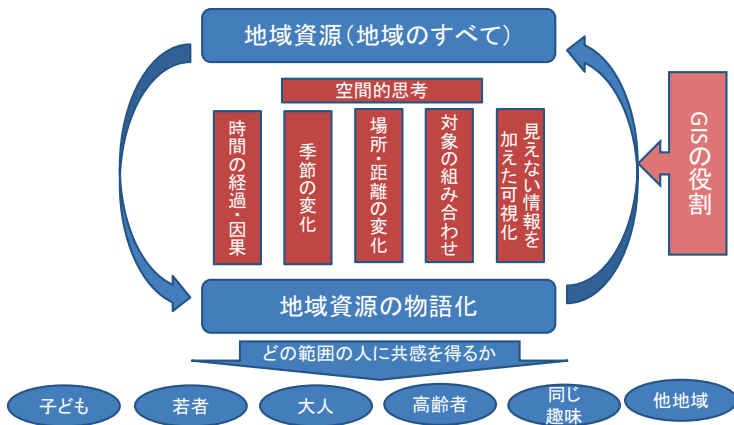 地域資源（地域のすべて）
空間的思考
時間の経過・因果
季節の変化
場所・距離の変化
対象の組み合わせ
見えない情報を
加えた可視化
GISの役割
地域資源の物語化
どの範囲の人に共感を得るか
子ども
若者
大人
高齢者
同じ
趣味
他地域